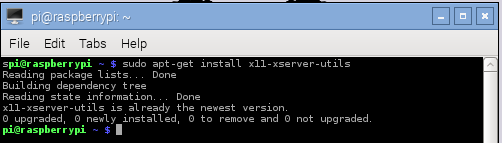 pi@raspberrypi: ~
File Edit Tabs Help
spi@raspberrypi ~ $ sudo apt-get install x11-xserver-utils
Reading package lists... Done
Building dependency tree
Reading state information... Done
x11-xserver-utils is already the newest version.
0 upgraded, 0 newly installed, 0 to remove and 0 not upgraded.
pi@raspberrypi ~ $